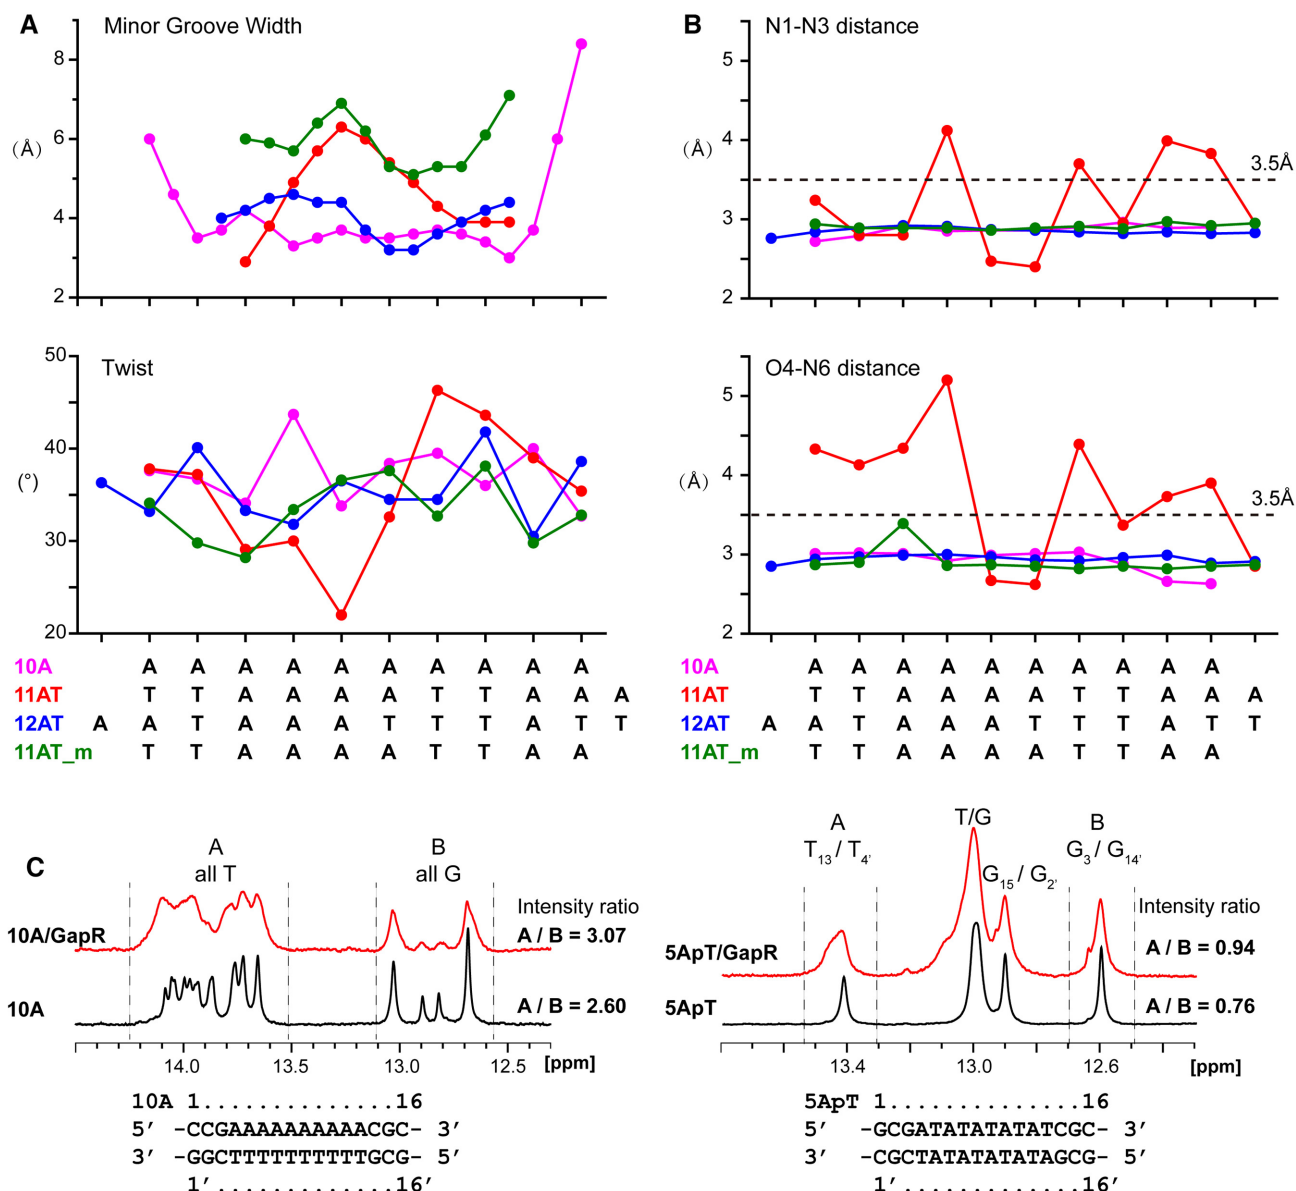 A Minor Groove Width
8
6
(Å)
4
2
50
Twist
40
(°)
30
20
10A A A A A A A A A A A
11AT T T A A A A T T A A A
12AT A A T A A A T T T A T T
11AT_m T T A A A A T T A A
B N1-N3 distance
5
4
(Å)
3.5Å
3
2
O4-N6 distance
5
4
(Å)
3.5Å
3
2
10A A A A A A A A A A A
11AT T T A A A A T T A A A
12AT A A T A A A T T T A T T
11AT_m T T A A A A T T A A
C
A
all T
B
all G
Intensity ratio
10A/GapR
A / B = 3.07
10A
A / B = 2.60
14.0 13.5 13.0 12.5 [ppm]
10A 1..............16
5′ -CCGAAAAAAAAAACGC- 3′
3′ -GGCTTTTTTTTTTGCG- 5′
1′..............16′
A
T13 / T4′
T/G
G15 / G2′
B
G3 / G14′
Intensity ratio
5ApT/GapR
A / B = 0.94
5ApT
A / B = 0.76
13.4 13.0 12.6 [ppm]
5ApT 1..............16
5′ -GCGATATATATATCGC- 3′
3′ -CGCTATATATATAGCG- 5′
1′..............16′